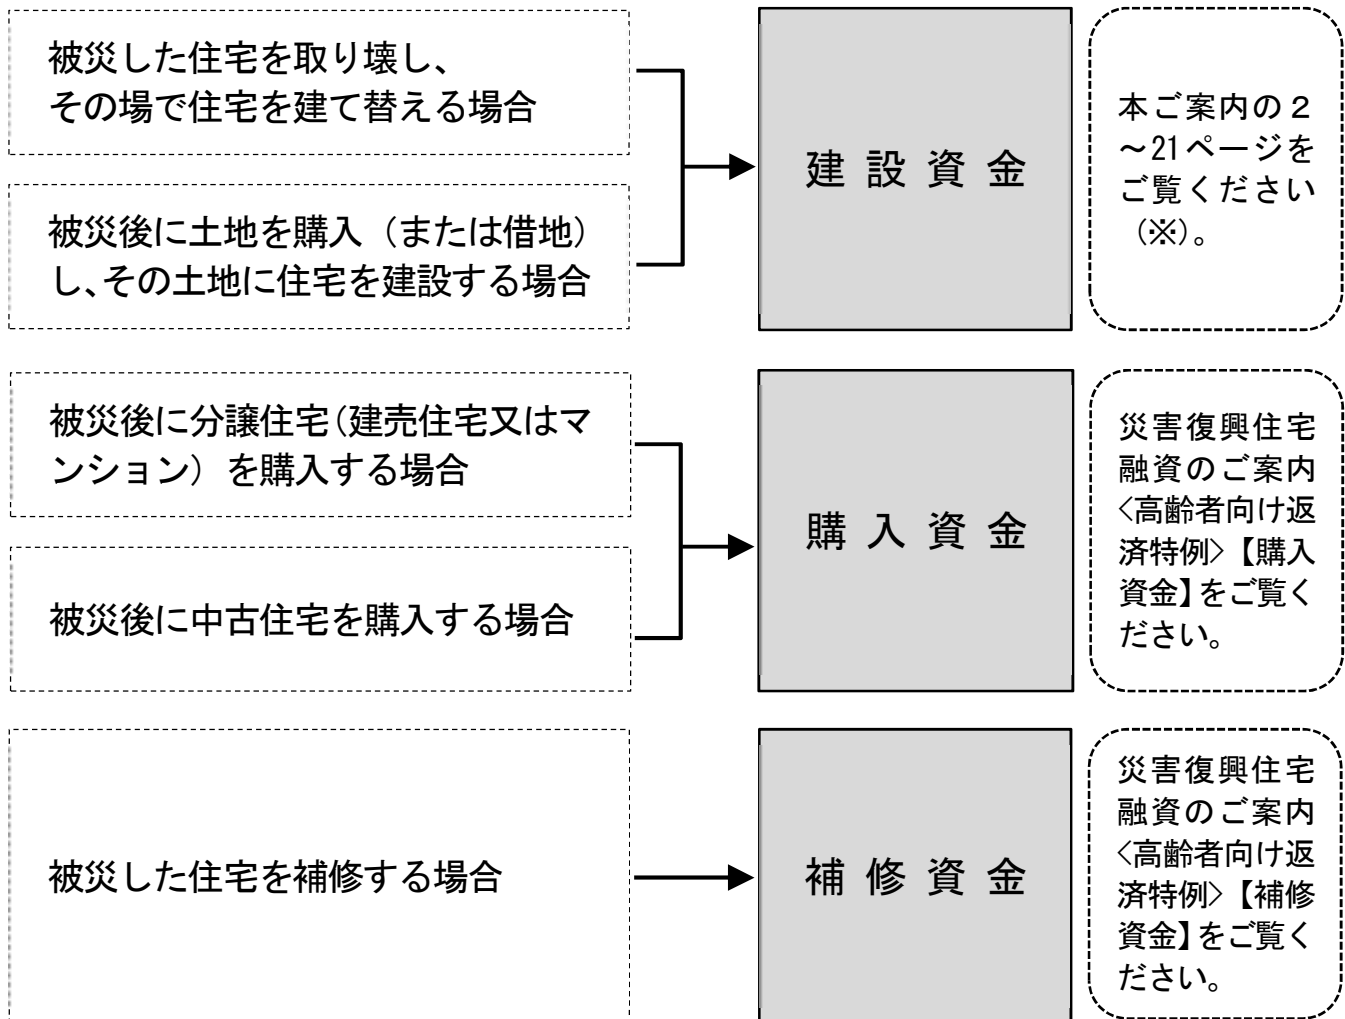 被災した住宅を取り壊し、
その場で住宅を建て替える場合
被災後に土地を購入（または借地）
し、その土地に住宅を建設する場合
建設資金
本ご案内の２
～21ページを
ご覧ください
（※）。
被災後に分譲住宅（建売住宅又はマ
ンション）を購入する場合
被災後に中古住宅を購入する場合
購入資金
災害復興住宅
融資のご案内
〈高齢者向け返
済特例〉【購入
資金】をご覧く
ださい。
被災した住宅を補修する場合
補修資金
災害復興住宅
融資のご案内
〈高齢者向け返
済特例〉【補修
資金】をご覧く
ださい。